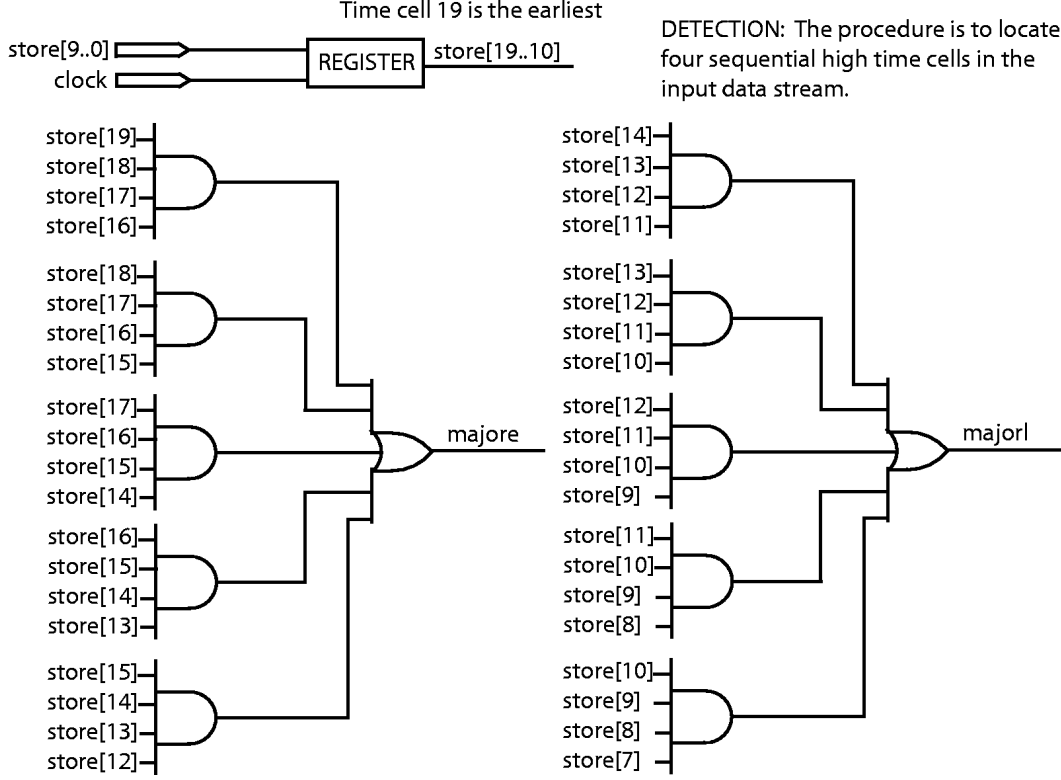 Time cell 19 is the earliest
store[9..0]
clock
REGISTER
store[19..10]
DETECTION: The procedure is to locate
four sequential high time cells in the
input data stream.
store[19]
store[18]
store[17]
store[16]
store[18]
store[17]
store[16]
store[15]
store[17]
store[16]
store[15]
store[14]
store[16]
store[15]
store[14]
store[13]
store[15]
store[14]
store[13]
store[12]
majore
store[14]
store[13]
store[12]
store[11]
store[13]
store[12]
store[11]
store[10]
store[12]
store[11]
store[10]
store[9]
store[11]
store[10]
store[9]
store[8]
store[10]
store[9]
store[8]
store[7]
majorl